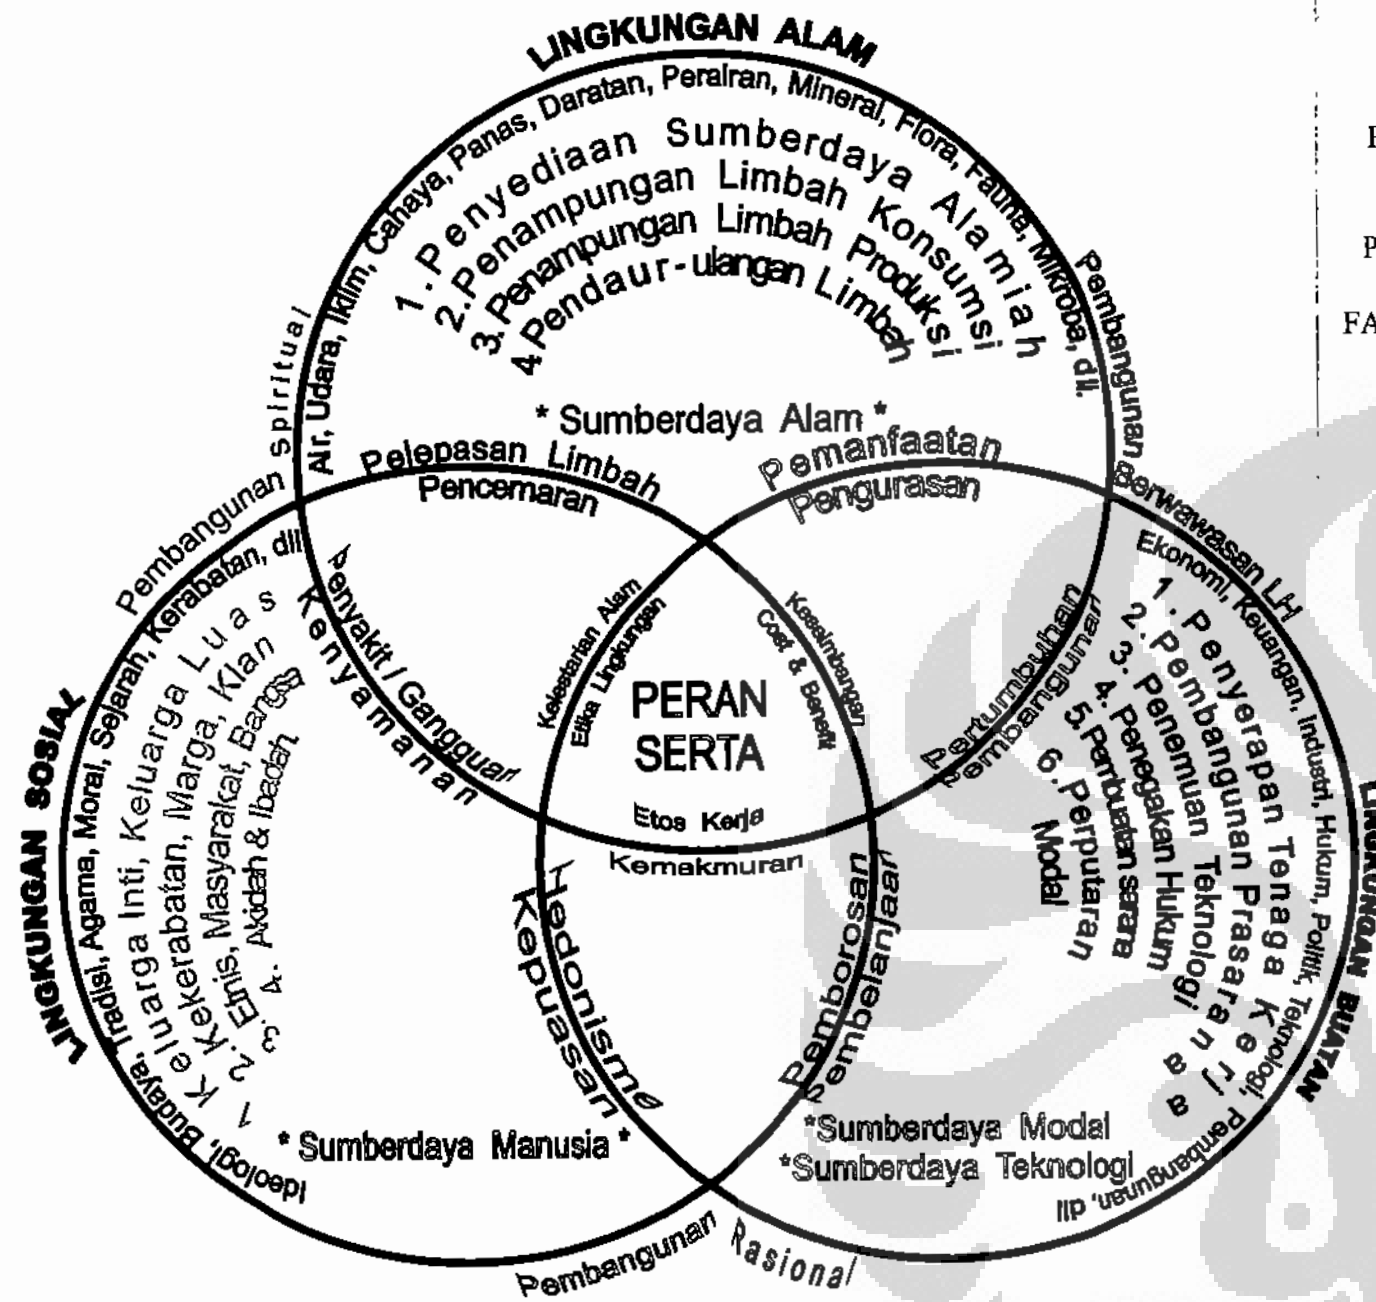 LINGKUNGAN ALAM
Air, Udara, Iklim, Cahaya, Panas, Daratan, Perairan, Mineral, Flora, Fauna, Mikroba, dll.
1. Penyediaan Sumberdaya Alamiah
2. Penampungan Limbah Konsumsi
3. Penampungan Limbah Produksi
4. Pendaur-ulangan Limbah
* Sumberdaya Alam *
Pelepasan Limbah
Pencemaran
Pemanfaatan
Pengurasan
Pembangunan Spiritual
Pembangunan Berwawasan LH
Penyakit / Gangguan
Kenyamanan
Kelestarian Alam
Etika Lingkungan
Keseimbangan
Cost & Benefit
Pertumbuhan
Pembangunan
PERAN
SERTA
Etos Kerja
Kemakmuran
LINGKUNGAN SOSIAL
Ideologi, Budaya, Tradisi, Agama, Moral, Sejarah, Kerabatan, dll
1. Keluarga Inti, Keluarga Luas
2. Kekerabatan, Marga, Klan
3. Etnis, Masyarakat, Bangsa
4. Akidah & Ibadah
* Sumberdaya Manusia *
Hedonisme
Kepuasan
Pemborosan
Pembelanjaan
LINGKUNGAN BUATAN
Ekonomi, Keuangan, Industri, Hukum, Politik, Teknologi, Pembangunan, dll
1. Penyerapan Tenaga Kerja
2. Pembangunan Prasarana
3. Penemuan Teknologi
4. Penegakan Hukum
5. Pembuatan sarana
6. Perputaran
Modal
*Sumberdaya Modal
*Sumberdaya Teknologi
Pembangunan Rasional
P
FA